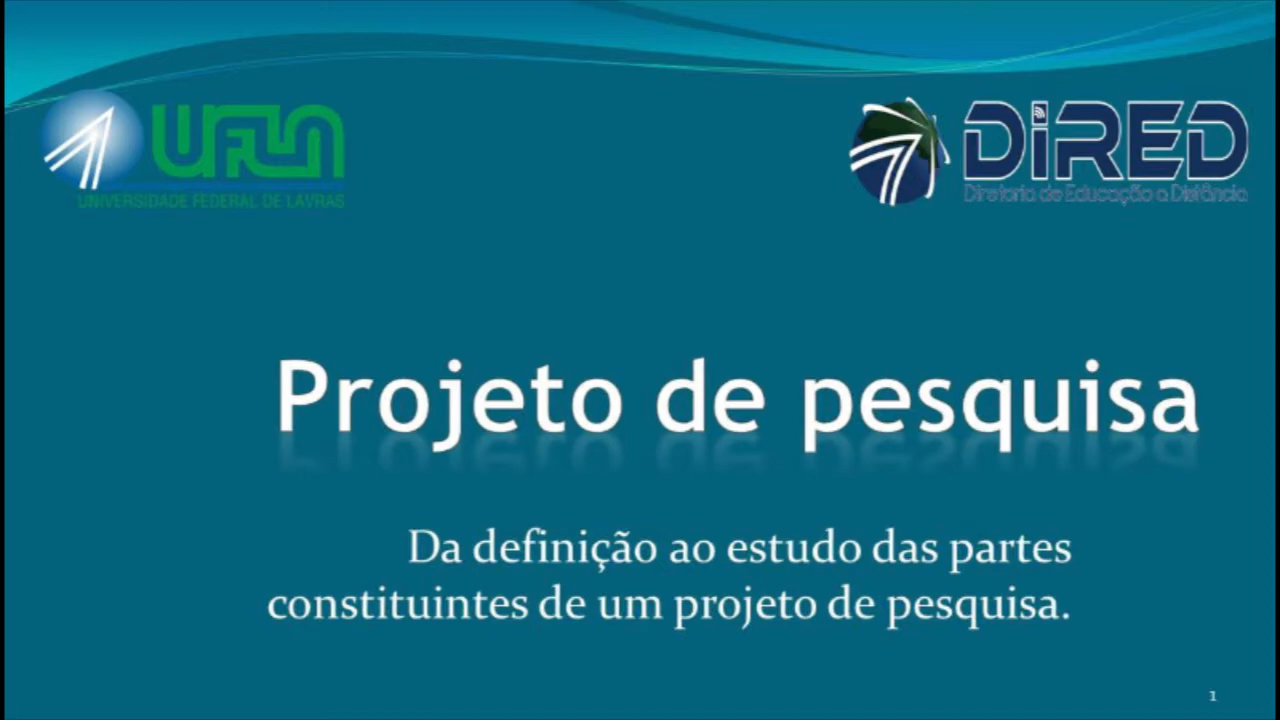 UFLA
UNIVERSIDADE FEDERAL DE LAVRAS
DiRED
Diretoria de Educação a Distância
Projeto de pesquisa
Da definição ao estudo das partes
constituintes de um projeto de pesquisa.
1